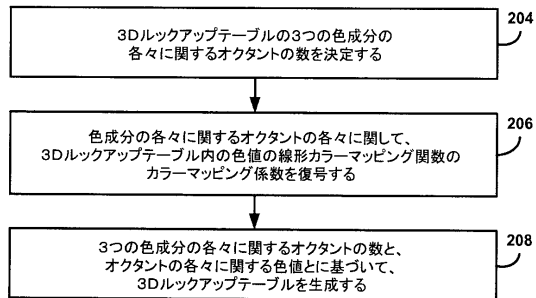 3Dルックアップテーブルの3つの色成分の
各々に関するオクタントの数を決定する
204
色成分の各々に関するオクタントの各々に関して、
3Dルックアップテーブル内の色値の線形カラーマッピング関数の
カラーマッピング係数を復号する
206
3つの色成分の各々に関するオクタントの数と、
オクタントの各々に関する色値とに基づいて、
3Dルックアップテーブルを生成する
208